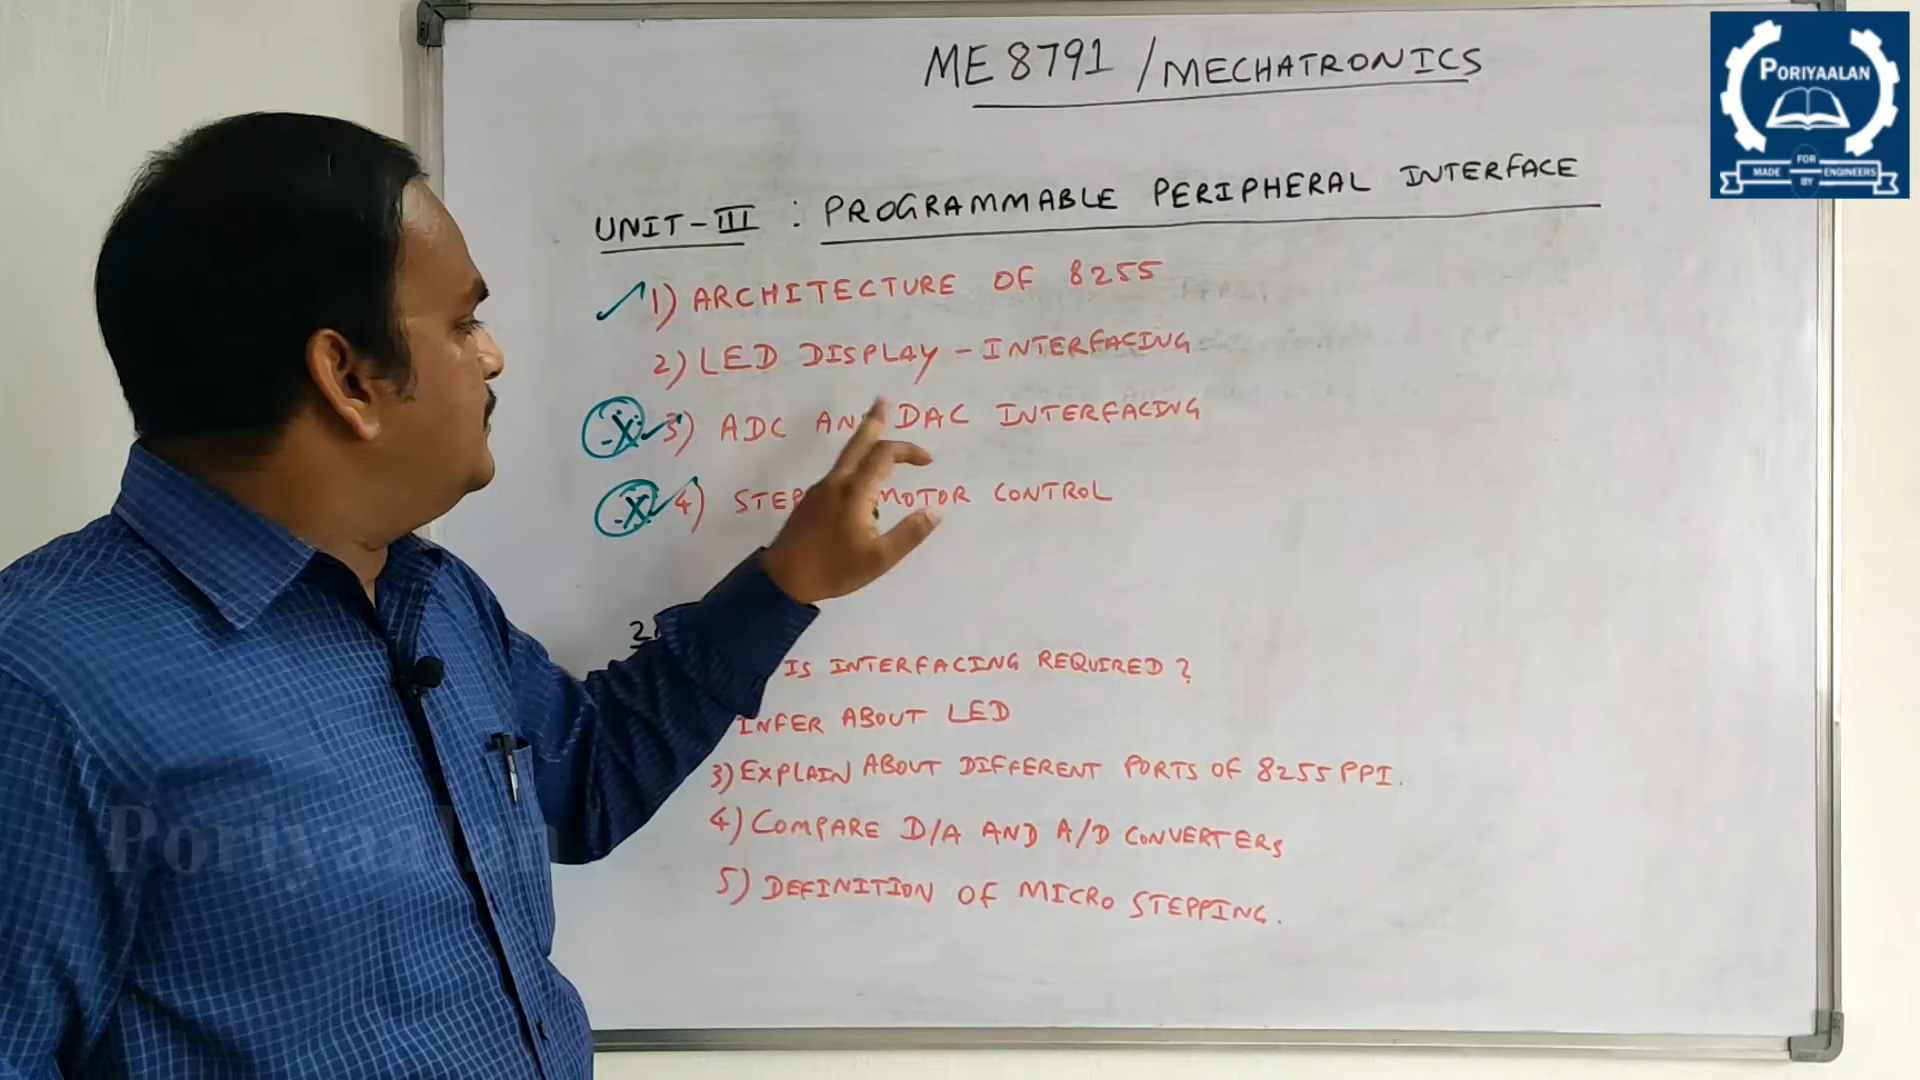 ME 8791 / MECHATRONICS
PORIYAALAN
FOR
MADE ENGINEERS
BY
UNIT-III : PROGRAMMABLE PERIPHERAL INTERFACE
1) ARCHITECTURE OF 8255
2) LED DISPLAY - INTERFACING
3) ADC AND DAC INTERFACING
4) MOTOR CONTROL
IS INTERFACING REQUIRED?
INFER ABOUT LED
3) EXPLAIN ABOUT DIFFERENT PORTS OF 8255 PPI.
4) COMPARE D/A AND A/D CONVERTERS
5) DEFINITION OF MICRO STEPPING.
Poriyaalan